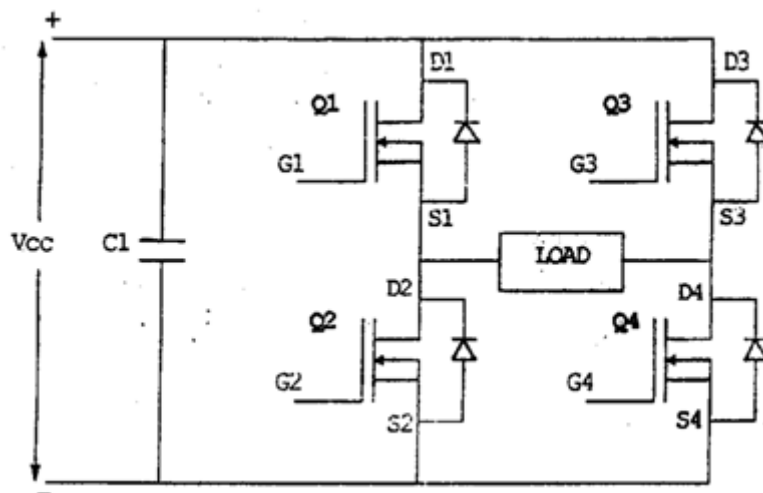 +
D1
D3
Q1
Q3
G1
G3
S1
S3
Vcc
C1
LOAD
D2
D4
Q2
Q4
G2
G4
S2
S4
-